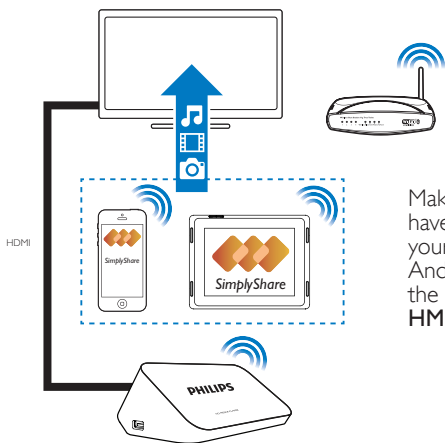 HDMI
SimplyShare
SimplyShare
Mak
have
your
And
the
HM
PHILIPS